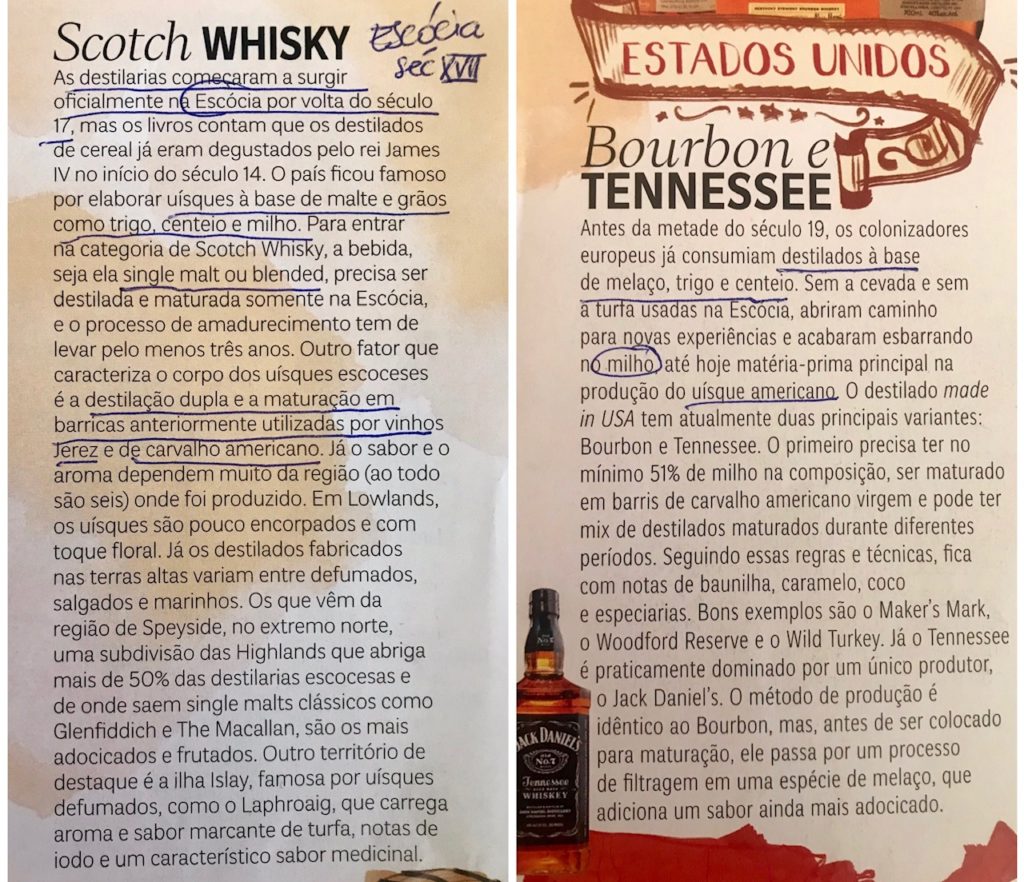 Scotch WHISKY
Escócia
séc XVII
As destilarias começaram a surgir
oficialmente na Escócia por volta do século
17, mas os livros contam que os destilados
de cereal já eram degustados pelo rei James
IV no início do século 14. O país ficou famoso
por elaborar uísques à base de malte e grãos
como trigo, centeio e milho. Para entrar
na categoria de Scotch Whisky, a bebida,
seja ela single malt ou blended, precisa ser
destilada e maturada somente na Escócia,
e o processo de amadurecimento tem de
levar pelo menos três anos. Outro fator que
caracteriza o corpo dos uísques escoceses
é a destilação dupla e a maturação em
barricas anteriormente utilizadas por vinhos
Jerez e de carvalho americano. Já o sabor e o
aroma dependem muito da região (ao todo
são seis) onde foi produzido. Em Lowlands,
os uísques são pouco encorpados e com
toque floral. Já os destilados fabricados
nas terras altas variam entre defumados,
salgados e marinhos. Os que vêm da
região de Speyside, no extremo norte,
uma subdivisão das Highlands que abriga
mais de 50% das destilarias escocesas e
de onde saem single malts clássicos como
Glenfiddich e The Macallan, são os mais
adocicados e frutados. Outro território de
destaque é a ilha Islay, famosa por uísques
defumados, como o Laphroaig, que carrega
aroma e sabor marcante de turfa, notas de
iodo e um característico sabor medicinal.
ESTADOS UNIDOS
Bourbon e
TENNESSEE
Antes da metade do século 19, os colonizadores
europeus já consumiam destilados à base
de melaço, trigo e centeio. Sem a cevada e sem
a turfa usadas na Escócia, abriram caminho
para novas experiências e acabaram esbarrando
no milho, até hoje matéria-prima principal na
produção do uísque americano. O destilado made
in USA tem atualmente duas principais variantes:
Bourbon e Tennessee. O primeiro precisa ter no
mínimo 51% de milho na composição, ser maturado
em barris de carvalho americano virgem e pode ter
mix de destilados maturados durante diferentes
períodos. Seguindo essas regras e técnicas, fica
com notas de baunilha, caramelo, coco
e especiarias. Bons exemplos são o Maker's Mark,
o Woodford Reserve e o Wild Turkey. Já o Tennessee
é praticamente dominado por um único produtor,
o Jack Daniel's. O método de produção é
idêntico ao Bourbon, mas, antes de ser colocado
para maturação, ele passa por um processo
de filtragem em uma espécie de melaço, que
adiciona um sabor ainda mais adocicado.
JACK DANIEL'S
OLD
No. 7
Tennessee
WHISKEY